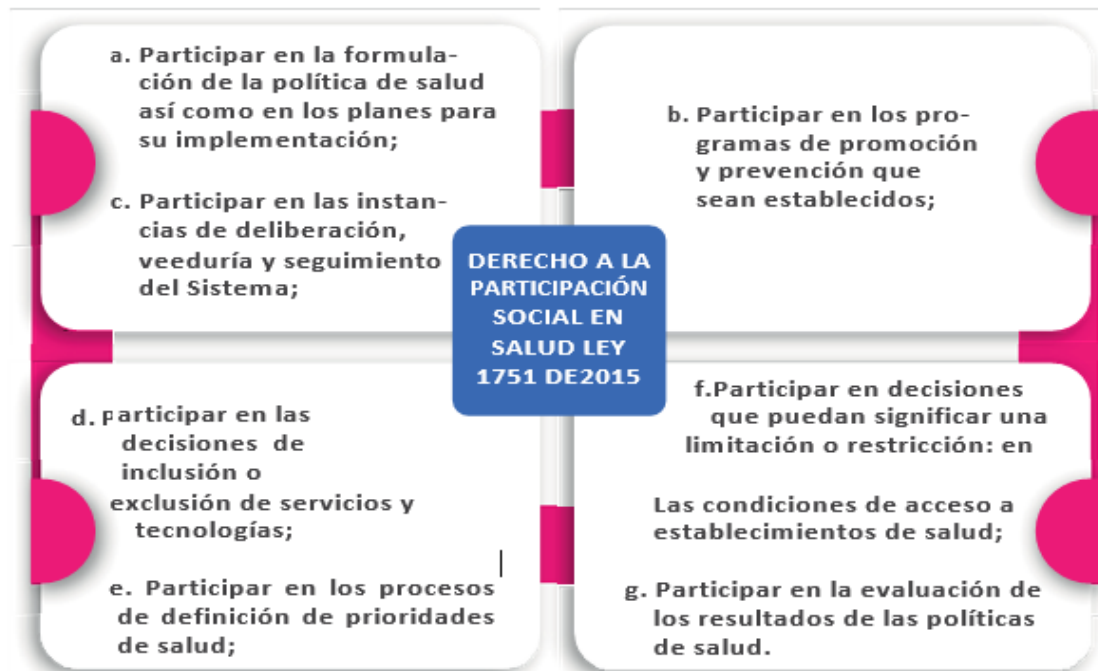 a. Participar en la formula-
ción de la política de salud
así como en los planes para
su implementación;
c. Participar en las instan-
cias de deliberación,
veeduría y seguimiento
del Sistema;
b. Participar en los pro-
gramas de promoción
y prevención que
sean establecidos;
DERECHO A LA
PARTICIPACIÓN
SOCIAL EN
SALUD LEY
1751 DE2015
d. Participar en las
decisiones de
inclusión o
exclusión de servicios y
tecnologías;
e. Participar en los procesos
de definición de prioridades
de salud;
f.Participar en decisiones
que puedan significar una
limitación o restricción: en
Las condiciones de acceso a
establecimientos de salud;
g. Participar en la evaluación de
los resultados de las políticas
de salud.